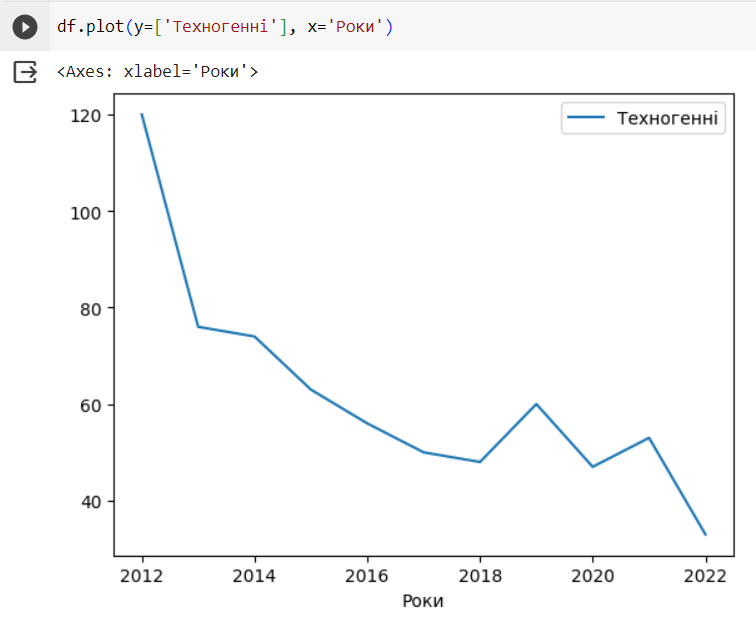 df.plot(y=['Техногенні'], x='Роки')
<Axes: xlabel='Роки'>
Техногенні
120
100
80
60
40
2012 2014 2016 2018 2020 2022
Роки